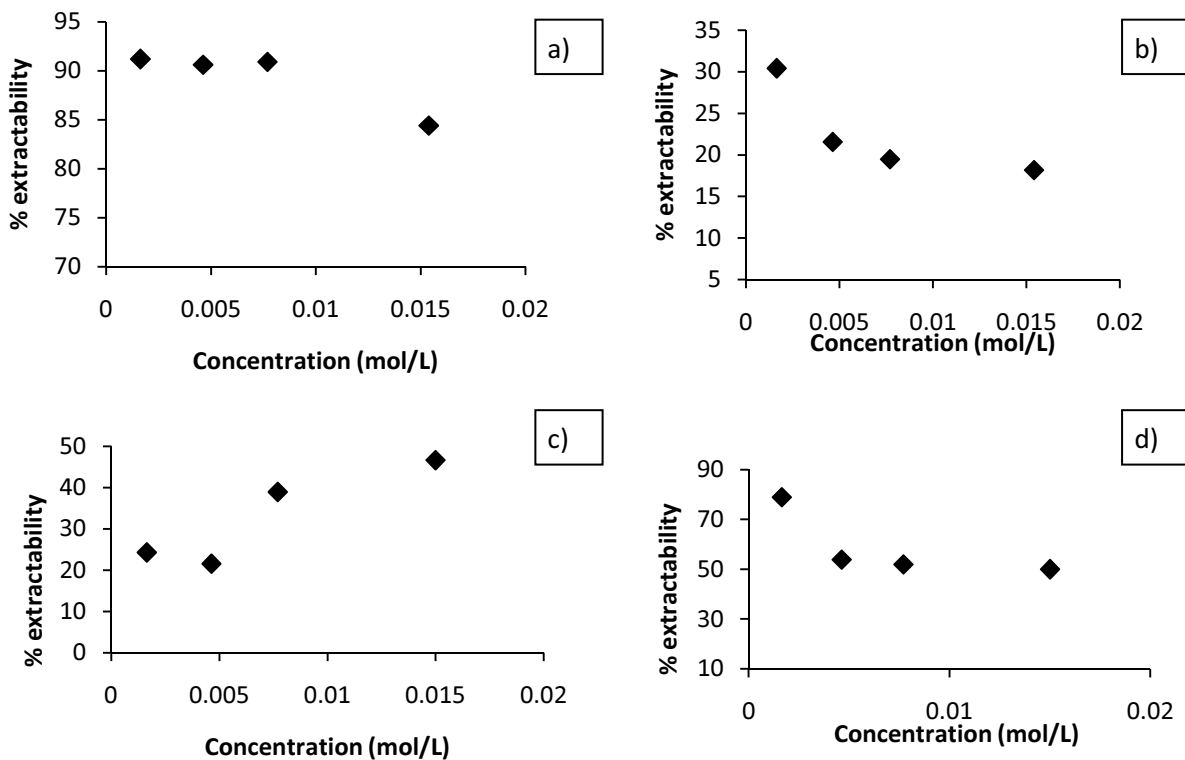 a)
95
90
85
80
75
70
0 0.005 0.01 0.015 0.02
% extractability
Concentration (mol/L)
b)
35
30
25
20
15
10
5
0 0.005 0.01 0.015 0.02
% extractability
Concentration (mol/L)
c)
50
40
30
20
10
0
0 0.005 0.01 0.015 0.02
% extractability
Concentration (mol/L)
d)
90
70
50
30
10
0 0.01 0.02
% extractability
Concentration (mol/L)